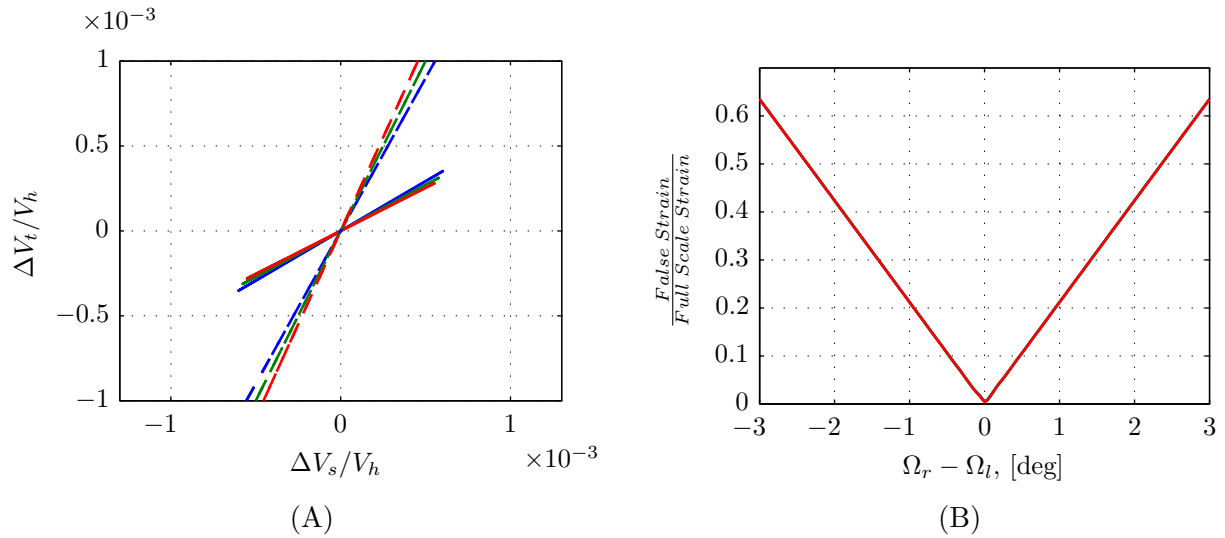 ×10⁻³
1
0.5
0
−0.5
−1
ΔV_t/V_h
−1 0 1
ΔV_s/V_h
×10⁻³
(A)
0.6
0.5
0.4
0.3
0.2
0.1
0
False Strain
Full Scale Strain
−3 −2 −1 0 1 2 3
Ω_r − Ω_l, [deg]
(B)